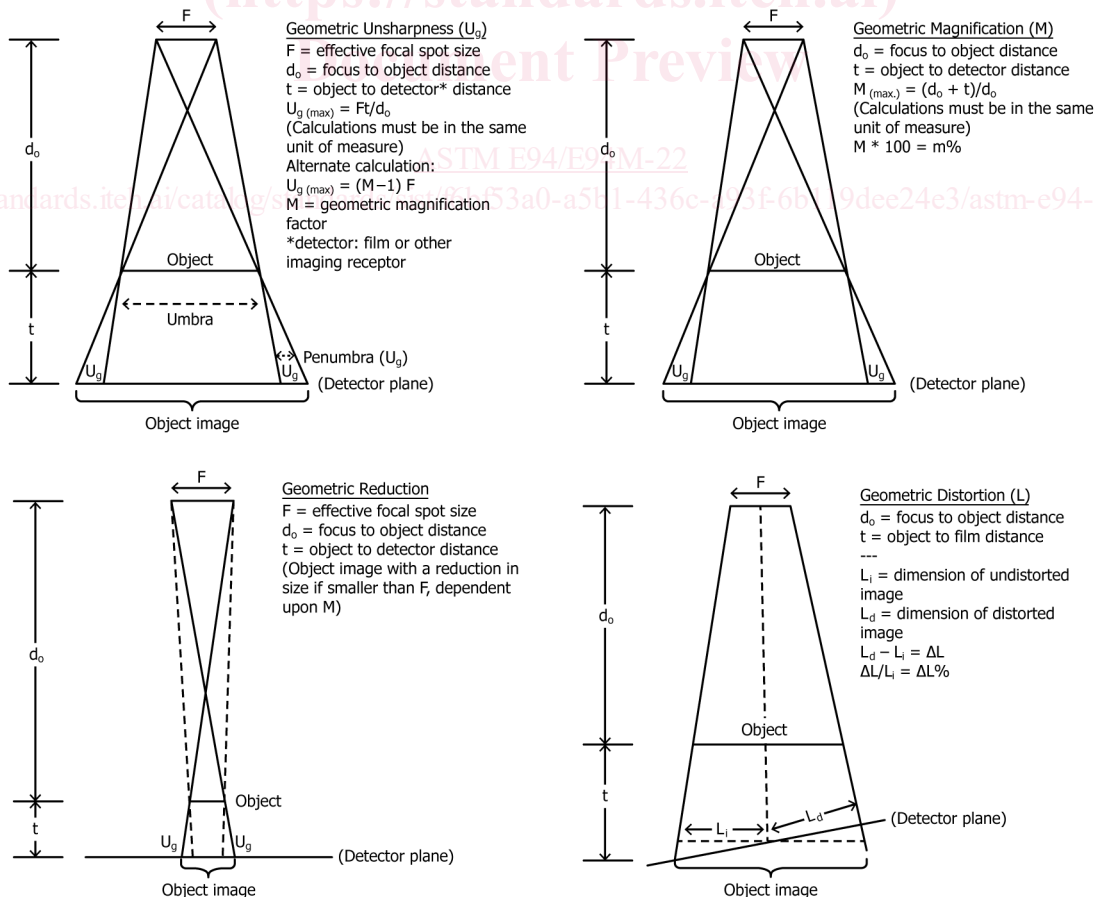 (https://standards.iteh.ai)
Document Preview
ASTM E94/E94M-22
F
d₀
t
Object
Umbra
Penumbra (Ug)
Ug
Ug
(Detector plane)
Object image
Geometric Unsharpness (Ug)
F = effective focal spot size
do = focus to object distance
t = object to detector* distance
Ug (max) = Ft/do
(Calculations must be in the same
unit of measure)
Alternate calculation:
Ug (max) = (M−1) F
M = geometric magnification
factor
*detector: film or other
imaging receptor
F
do
t
Object
Ug
Ug
(Detector plane)
Object image
Geometric Magnification (M)
do = focus to object distance
t = object to detector distance
M (max.) = (do + t)/do
(Calculations must be in the same
unit of measure)
M * 100 = m%
F
do
t
Object
Ug
Ug
(Detector plane)
Object image
Geometric Reduction
F = effective focal spot size
do = focus to object distance
t = object to detector distance
(Object image with a reduction in
size if smaller than F, dependent
upon M)
F
do
t
Object
Li
Ld
(Detector plane)
Object image
Geometric Distortion (L)
do = focus to object distance
t = object to film distance
---
Li = dimension of undistorted
image
Ld = dimension of distorted
image
Ld − Li = ΔL
ΔL/Li = ΔL%